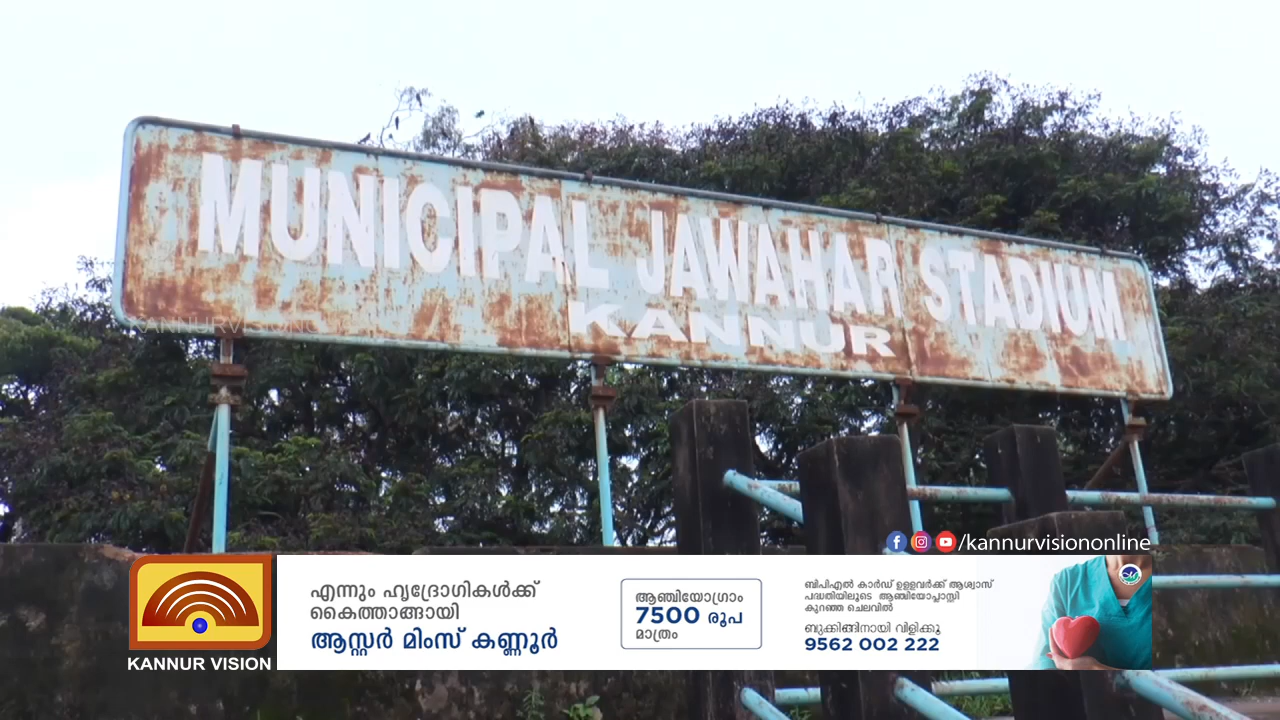 MUNICIPAL JAWAHAR STADIUM
KANNUR
KANNURVISION
/kannurvisiononline
KANNUR VISION
എന്നും ഹൃദ്രോഗികൾക്ക്
കൈത്താങ്ങായി
ആസ്റ്റർ മിംസ് കണ്ണൂർ
ആഞ്ചിയോഗ്രാം
7500 രൂപ
മാത്രം
ബിപിഎൽ കാർഡ് ഉള്ളവർക്ക് ആശ്വാസ്
പദ്ധതിയിലൂടെ ആഞ്ചിയോപ്ലാസ്റ്റി
കുറഞ്ഞ ചെലവിൽ
ബുക്കിങ്ങിനായി വിളിക്കൂ
9562 002 222